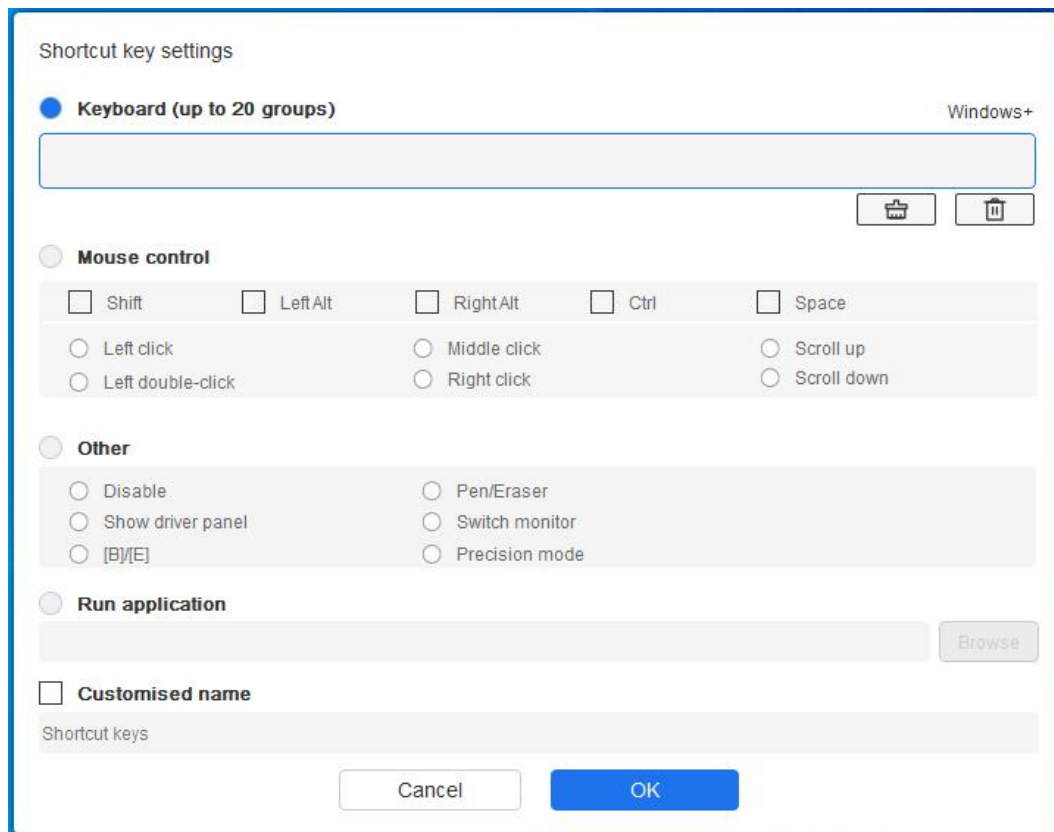 Shortcut key settings
Keyboard (up to 20 groups) Windows+
Mouse control
Shift Left Alt Right Alt Ctrl Space
Left click Middle click Scroll up
Left double-click Right click Scroll down
Other
Disable Pen/Eraser
Show driver panel Switch monitor
[B]/[E] Precision mode
Run application
Browse
Customised name
Shortcut keys
Cancel OK